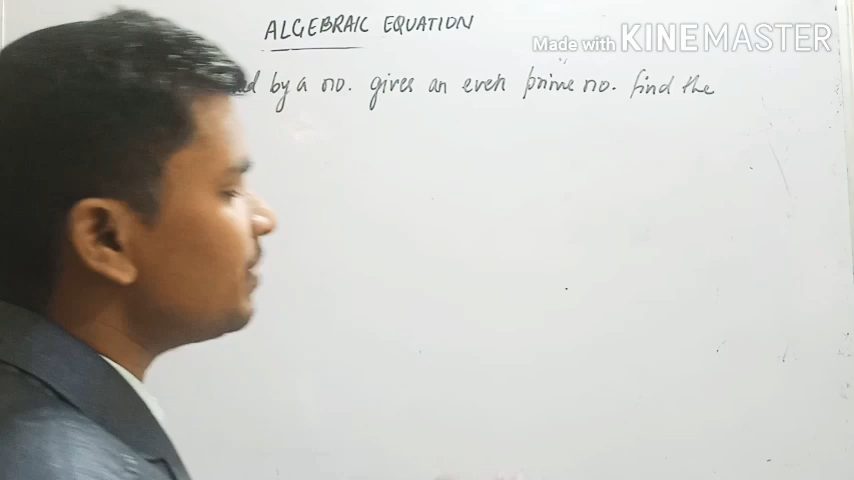 ALGEBRAIC EQUATION
Made with KINEMASTER
by a no. gives an even prime no. find the